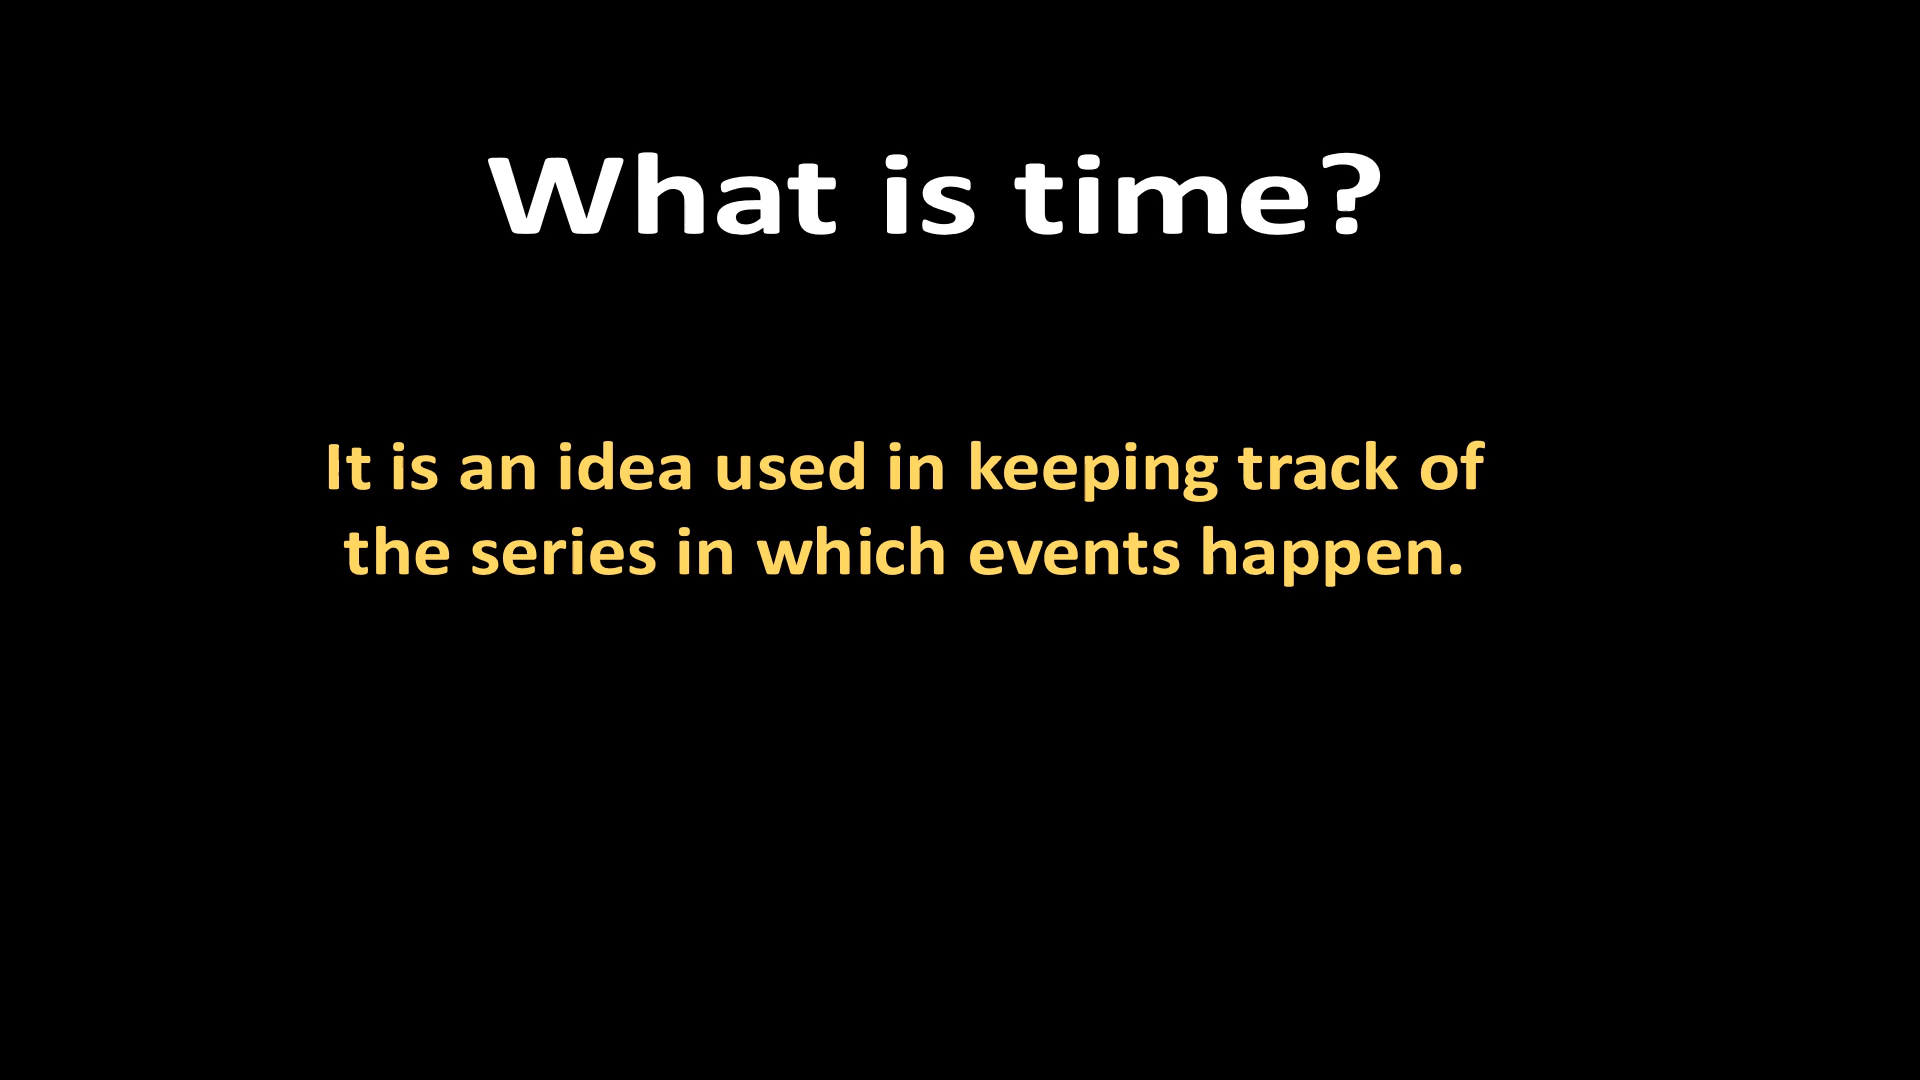 What is time?
It is an idea used in keeping track of
the series in which events happen.